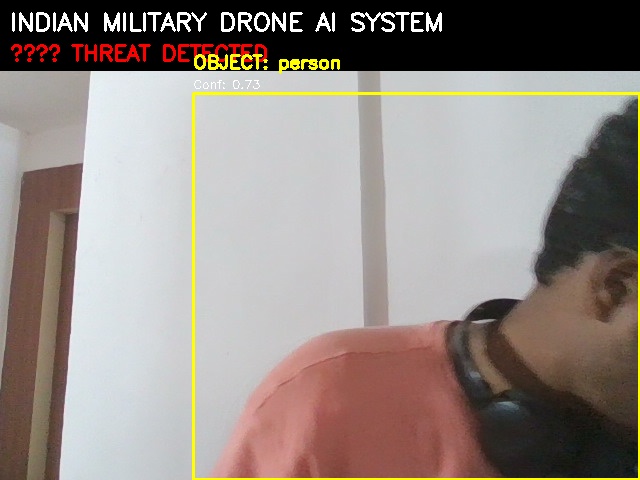 INDIAN MILITARY DRONE AI SYSTEM
???? THREAT DETECTED
OBJECT: person
Conf: 0.73